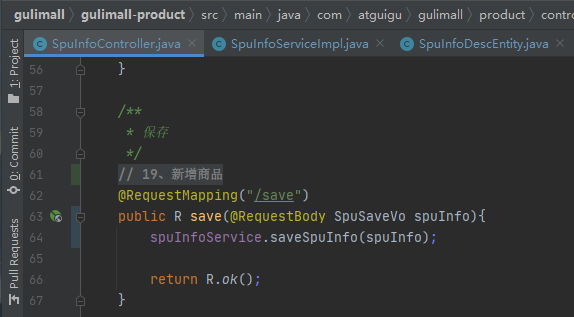 gulimall › gulimall-product › src › main › java › com › atguigu › gulimall › product › contro
SpuInfoController.java × SpuInfoServiceImpl.java × SpuInfoDescEntity.java ×
1: Project
0: Commit
Pull Requests
56 }
57
58 /**
59 * 保存
60 */
61 // 19、新增商品
62 @RequestMapping("/save")
63 public R save(@RequestBody SpuSaveVo spuInfo){
64 spuInfoService.saveSpuInfo(spuInfo);
65
66 return R.ok();
67 }